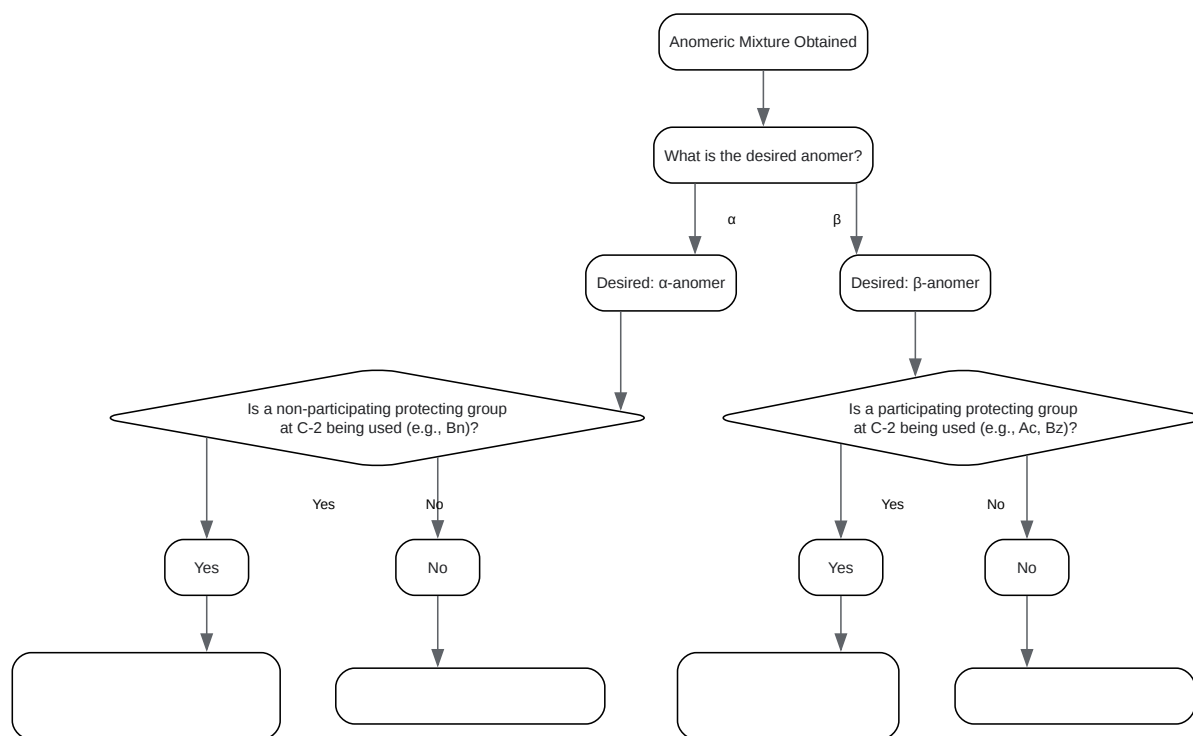 Anomeric Mixture Obtained
What is the desired anomer?
α
β
Desired: α-anomer
Desired: β-anomer
Is a non-participating protecting group
at C-2 being used (e.g., Bn)?
Is a participating protecting group
at C-2 being used (e.g., Ac, Bz)?
Yes
No
Yes
No
Yes
No
Yes
No